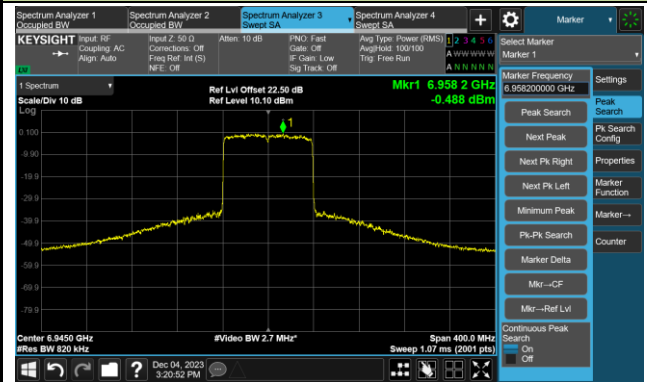 Spectrum Analyzer 1
Occupied BW
Spectrum Analyzer 2
Occupied BW
Spectrum Analyzer 3
Swept SA
Spectrum Analyzer 4
Swept SA
Marker
KEYSIGHT
Input: RF
Coupling: AC
Align: Auto
Input Z: 50 Ω
Corrections: Off
Freq Ref: Int (S)
NFE: Off
Atten: 10 dB
PNO: Fast
Gate: Off
IF Gain: Low
Sig Track: Off
Avg Type: Power (RMS)
Avg|Hold: 100/100
Trig: Free Run
1 2 3 4 5 6
A W W W W W
A N N N N N
Select Marker
Marker 1
1 Spectrum
Scale/Div 10 dB
Log
Ref Lvl Offset 22.50 dB
Ref Level 10.10 dBm
Mkr1 6.958 2 GHz
-0.488 dBm
1
0.100
-9.90
-19.9
-29.9
-39.9
-49.9
-59.9
-69.9
-79.9
Center 6.9450 GHz
#Res BW 820 kHz
#Video BW 2.7 MHz*
Span 400.0 MHz
Sweep 1.07 ms (2001 pts)
Marker Frequency
6.958200000 GHz
Peak Search
Next Peak
Next Pk Right
Next Pk Left
Minimum Peak
Pk-Pk Search
Marker Delta
Mkr→CF
Mkr→Ref Lvl
Continuous Peak Search
On
Off
Settings
Peak Search
Pk Search Config
Properties
Marker Function
Marker→
Counter
Dec 04, 2023
3:20:52 PM